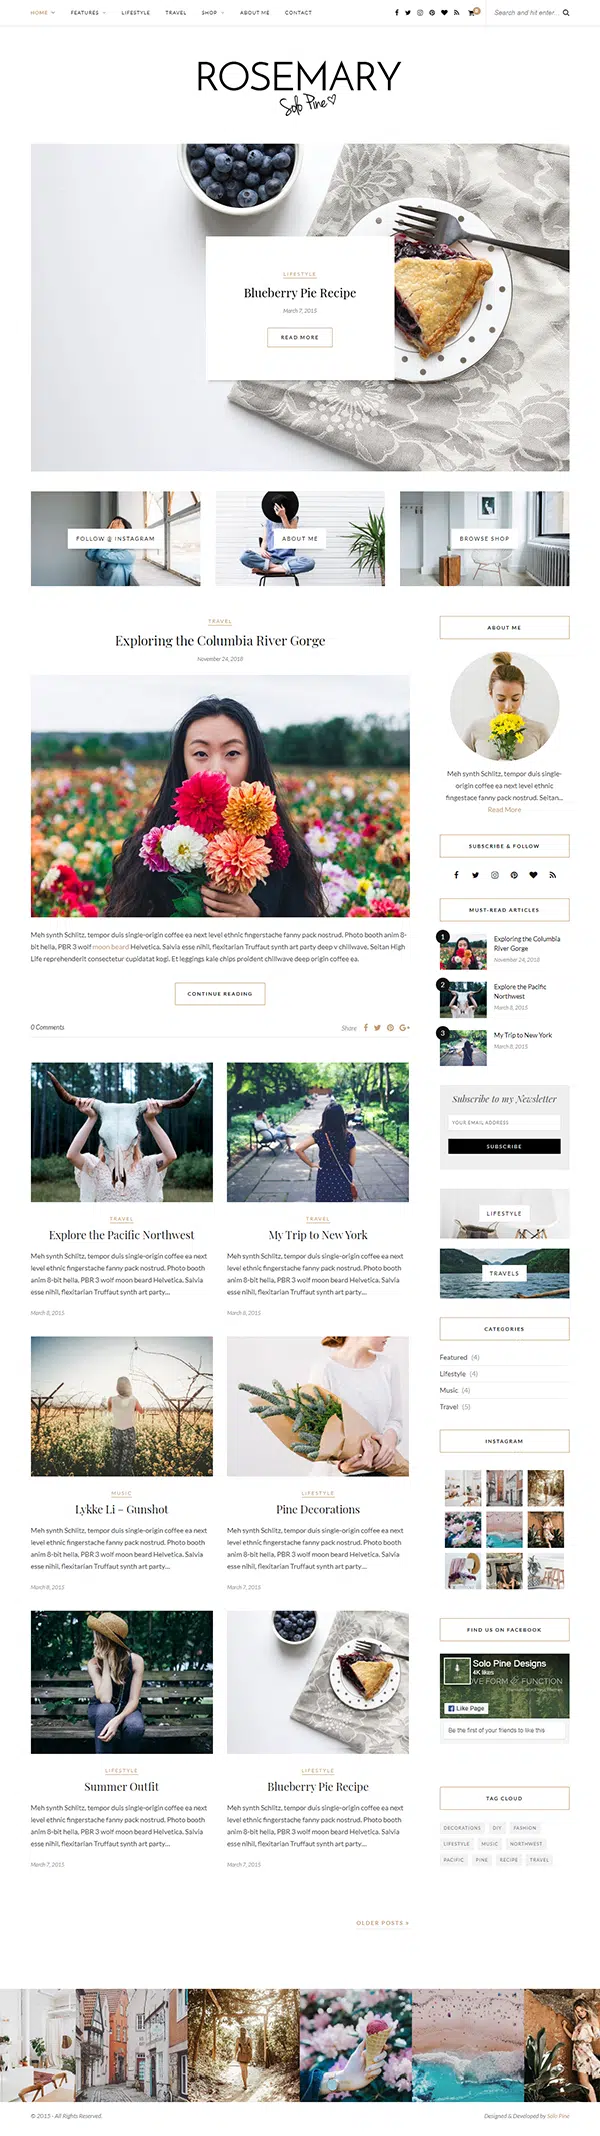 HOME FEATURES LIFESTYLE TRAVEL SHOP ABOUT ME CONTACT 0 Search and hit enter...
ROSEMARY
Solo Pine
LIFESTYLE
Blueberry Pie Recipe
March 7, 2015
READ MORE
FOLLOW @ INSTAGRAM
ABOUT ME
BROWSE SHOP
TRAVEL
Exploring the Columbia River Gorge
November 24, 2018
Meh synth Schlitz, tempor duis single-origin coffee ea next level ethnic fingerstache fanny pack nostrud. Photo booth anim 8-
bit hella, PBR 3 wolf moon beard Helvetica. Salvia esse nihil, flexitarian Truffaut synth art party deep v chillwave. Seitan High
Life reprehenderit consectetur cupidatat kogi. Et leggings kale chips proident chillwave deep origin coffee ea.
CONTINUE READING
0 Comments
Share
TRAVEL
Explore the Pacific Northwest
Meh synth Schlitz, tempor duis single-origin coffee ea next
level ethnic fingerstache fanny pack nostrud. Photo booth
anim 8-bit hella, PBR 3 wolf moon beard Helvetica. Salvia
esse nihil, flexitarian Truffaut synth art party...
March 8, 2015
TRAVEL
My Trip to New York
Meh synth Schlitz, tempor duis single-origin coffee ea next
level ethnic fingerstache fanny pack nostrud. Photo booth
anim 8-bit hella, PBR 3 wolf moon beard Helvetica. Salvia
esse nihil, flexitarian Truffaut synth art party...
March 8, 2015
MUSIC
Lykke Li – Gunshot
Meh synth Schlitz, tempor duis single-origin coffee ea next
level ethnic fingerstache fanny pack nostrud. Photo booth
anim 8-bit hella, PBR 3 wolf moon beard Helvetica. Salvia
esse nihil, flexitarian Truffaut synth art party...
March 8, 2015
LIFESTYLE
Pine Decorations
Meh synth Schlitz, tempor duis single-origin coffee ea next
level ethnic fingerstache fanny pack nostrud. Photo booth
anim 8-bit hella, PBR 3 wolf moon beard Helvetica. Salvia
esse nihil, flexitarian Truffaut synth art party...
March 7, 2015
LIFESTYLE
Summer Outfit
Meh synth Schlitz, tempor duis single-origin coffee ea next
level ethnic fingerstache fanny pack nostrud. Photo booth
anim 8-bit hella, PBR 3 wolf moon beard Helvetica. Salvia
esse nihil, flexitarian Truffaut synth art party...
March 7, 2015
LIFESTYLE
Blueberry Pie Recipe
Meh synth Schlitz, tempor duis single-origin coffee ea next
level ethnic fingerstache fanny pack nostrud. Photo booth
anim 8-bit hella, PBR 3 wolf moon beard Helvetica. Salvia
esse nihil, flexitarian Truffaut synth art party...
March 7, 2015
OLDER POSTS »
ABOUT ME
Meh synth Schlitz, tempor duis single-
origin coffee ea next level ethnic
fingestace fanny pack nostrud. Seitan...
Read More
SUBSCRIBE & FOLLOW
MUST-READ ARTICLES
1
Exploring the Columbia
River Gorge
November 24, 2018
2
Explore the Pacific
Northwest
March 8, 2015
3
My Trip to New York
March 8, 2015
Subscribe to my Newsletter
YOUR EMAIL ADDRESS
SUBSCRIBE
LIFESTYLE
TRAVELS
CATEGORIES
Featured (4)
Lifestyle (4)
Music (4)
Travel (5)
INSTAGRAM
FIND US ON FACEBOOK
Solo Pine Designs
4K likes
VE FORM & FUNCTION
Like Page
Be the first of your friends to like this
TAG CLOUD
DECORATIONS DIY FASHION
LIFESTYLE MUSIC NORTHWEST
PACIFIC PINE RECIPE TRAVEL
© 2015 - All Rights Reserved.
Designed & Developed by Solo Pine